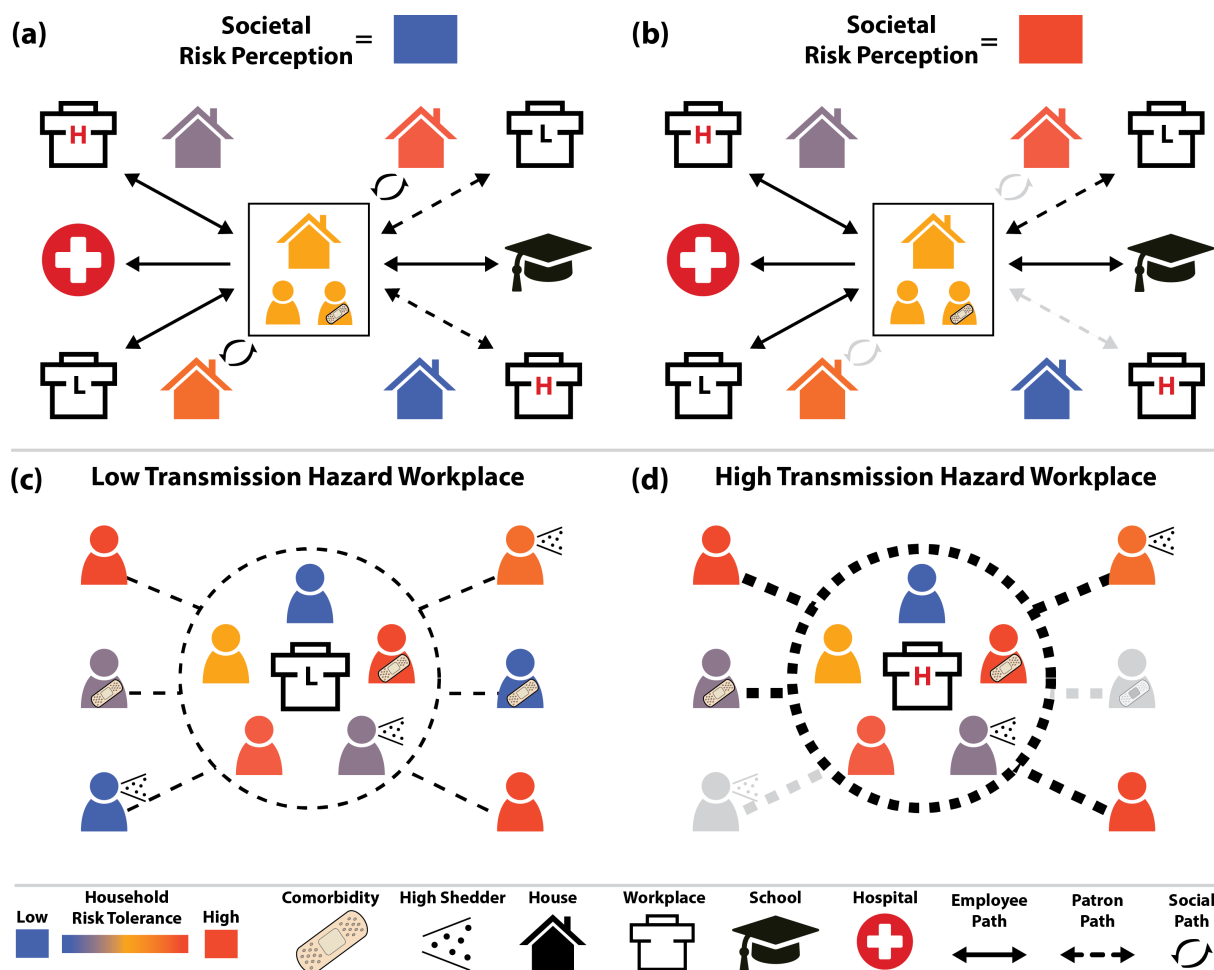 (a)
Societal
Risk Perception =
(b)
Societal
Risk Perception =
H
L
H
L
L
H
L
H
(c) Low Transmission Hazard Workplace
(d) High Transmission Hazard Workplace
L
H
Low
Household
Risk Tolerance
High
Comorbidity
High Shedder
House
Workplace
School
Hospital
Employee
Path
Patron
Path
Social
Path